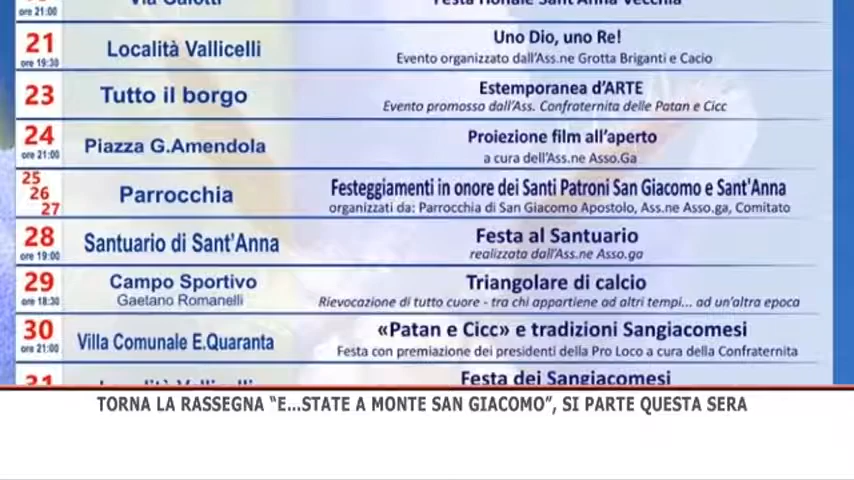 ore 21:00 Via Galotti Festa rionale Sant'Anna Vecchia
21 Località Vallicelli Uno Dio, uno Re!
ore 19:30 Evento organizzato dall'Ass.ne Grotta Briganti e Cacio
23 Tutto il borgo Estemporanea d'ARTE
Evento promosso dall'Ass. Confraternita delle Patan e Cicc
24 Piazza G.Amendola Proiezione film all'aperto
ore 21:00 a cura dell'Ass.ne Asso.Ga
25
26
27
Parrocchia Festeggiamenti in onore dei Santi Patroni San Giacomo e Sant'Anna
organizzati da: Parrocchia di San Giacomo Apostolo, Ass.ne Asso.ga, Comitato
28 Santuario di Sant'Anna Festa al Santuario
ore 19:00 realizzata dall'Ass.ne Asso.ga
29 Campo Sportivo Triangolare di calcio
ore 18:30 Gaetano Romanelli Rievocazione di tutto cuore - tra chi appartiene ad altri tempi... ad un'altra epoca
30 Villa Comunale E.Quaranta «Patan e Cicc» e tradizioni Sangiacomesi
ore 21:00 Festa con premiazione dei presidenti della Pro Loco a cura della Confraternita
31 Località Vallicelli Festa dei Sangiacomesi
TORNA LA RASSEGNA "E...STATE A MONTE SAN GIACOMO", SI PARTE QUESTA SERA